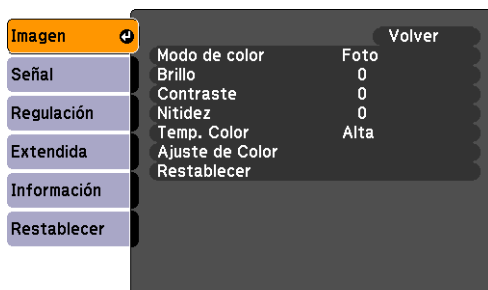 Imagen
Señal
Regulación
Extendida
Información
Restablecer
Volver
Modo de color Foto
Brillo 0
Contraste 0
Nitidez 0
Temp. Color Alta
Ajuste de Color
Restablecer